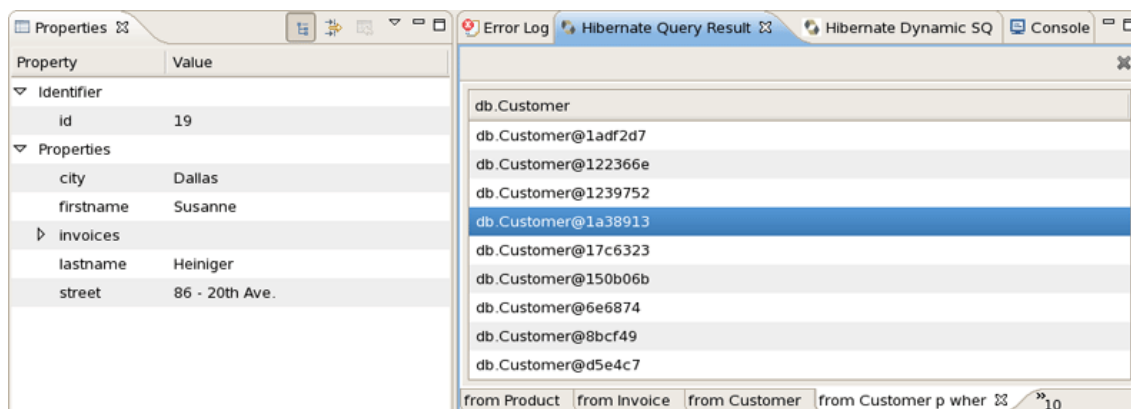 Properties
Property Value
Identifier
id 19
Properties
city Dallas
firstname Susanne
invoices
lastname Heiniger
street 86 - 20th Ave.
Error Log Hibernate Query Result Hibernate Dynamic SQ Console
db.Customer
db.Customer@1adf2d7
db.Customer@122366e
db.Customer@1239752
db.Customer@1a38913
db.Customer@17c6323
db.Customer@150b06b
db.Customer@6e6874
db.Customer@8bcf49
db.Customer@d5e4c7
from Product from Invoice from Customer from Customer p wher »10